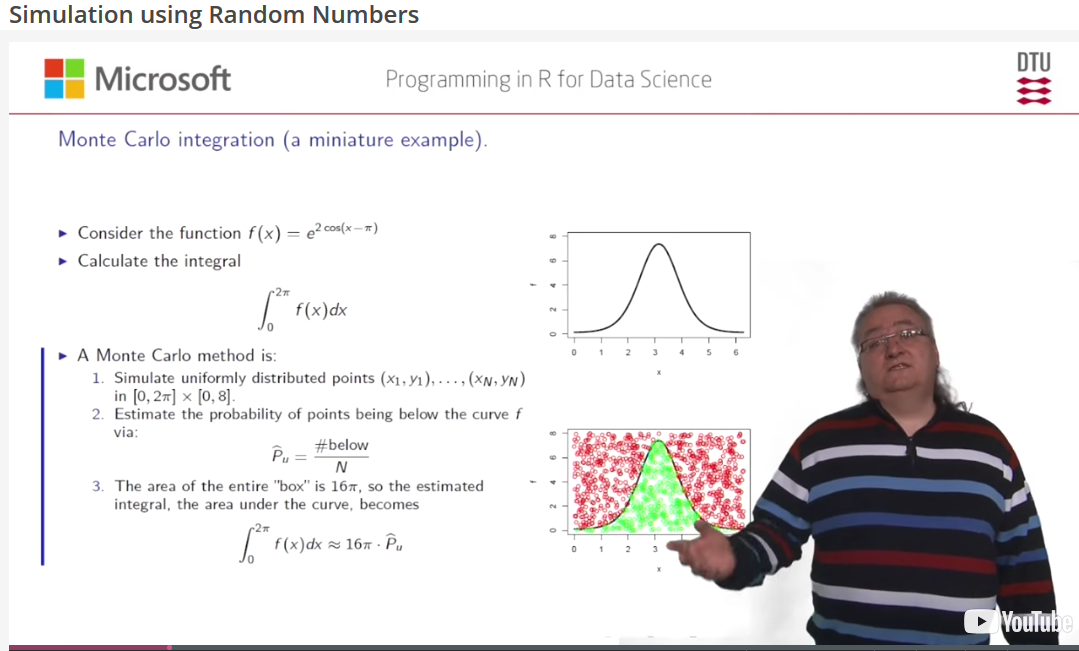 Simulation using Random Numbers
Microsoft
Programming in R for Data Science
DTU
Monte Carlo integration (a miniature example).
► Consider the function f(x) = e^{2 cos(x−π)}
► Calculate the integral
∫₀^{2π} f(x)dx
► A Monte Carlo method is:
1. Simulate uniformly distributed points (x₁, y₁), . . . , (x_N, y_N)
in [0, 2π] × [0, 8].
2. Estimate the probability of points being below the curve f
via:
P̂ᵤ = #below / N
3. The area of the entire "box" is 16π, so the estimated
integral, the area under the curve, becomes
∫₀^{2π} f(x)dx ≈ 16π · P̂ᵤ
8
6
4
2
0
f
0 1 2 3 4 5 6
x
8
6
4
2
0
f
0 1 2 3
x
YouTube